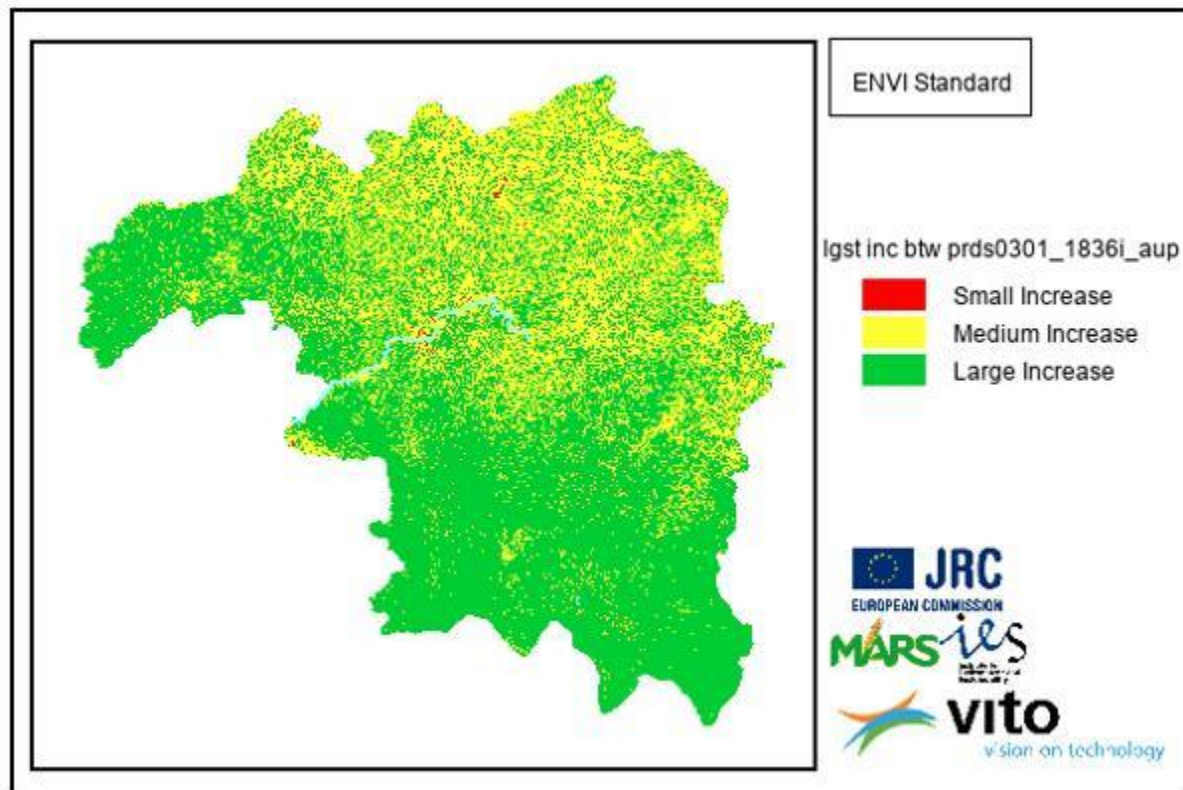 ENVI Standard
lgst inc btw prds0301_1836i_aup
Small Increase
Medium Increase
Large Increase
JRC
EUROPEAN COMMISSION
MARS
ies
vito
vision on technology